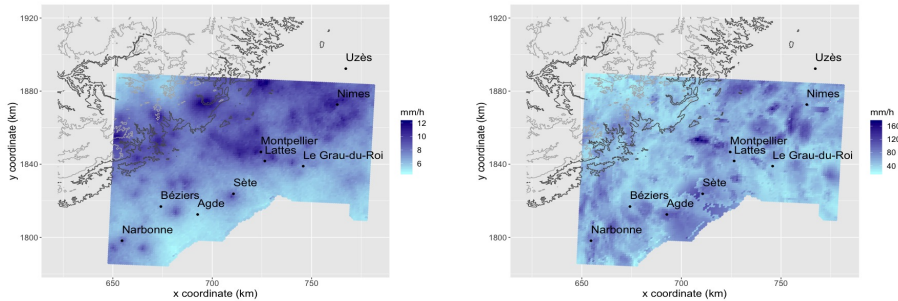 1920
1880
1840
1800
y coordinate (km)
650
700
750
x coordinate (km)
Uzès
Nimes
Montpellier
Lattes
Le Grau-du-Roi
Sète
Béziers
Agde
Narbonne
mm/h
12
10
8
6
1920
1880
1840
1800
y coordinate (km)
650
700
750
x coordinate (km)
Uzès
Nimes
Montpellier
Lattes
Le Grau-du-Roi
Sète
Béziers
Agde
Narbonne
mm/h
160
120
80
40